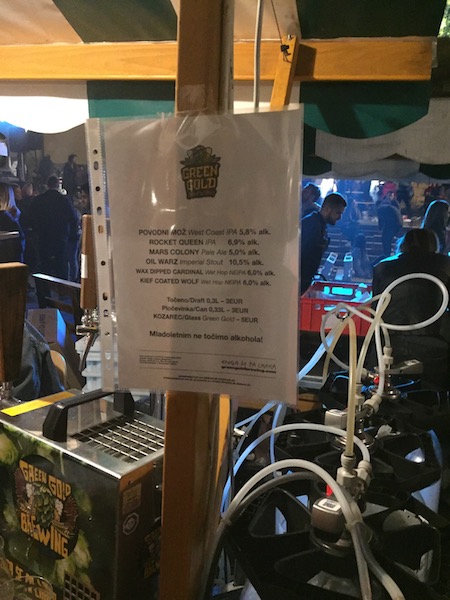 GREEN
GOLD
POVODNI MOŽ West Coast IPA 5,8% alk.
ROCKET QUEEN IPA 6,9% alk.
MARS COLONY Pale Ale 5,0% alk.
OIL WARZ Imperial Stout 10,5% alk.
WAX DIPPED CARDINAL Wet Hop NEIPA 6,0% alk.
KIEF COATED WOLF Wet Hop NEIPA 6,0% alk.
Točeno/Draft 0,3L – 3EUR
Pločevinka/Can 0,33L – 3EUR
KOZAREC/Glass Green Gold – 5EUR
Mladoletnim ne točimo alkohola!
GREEN GOLD
BREWING